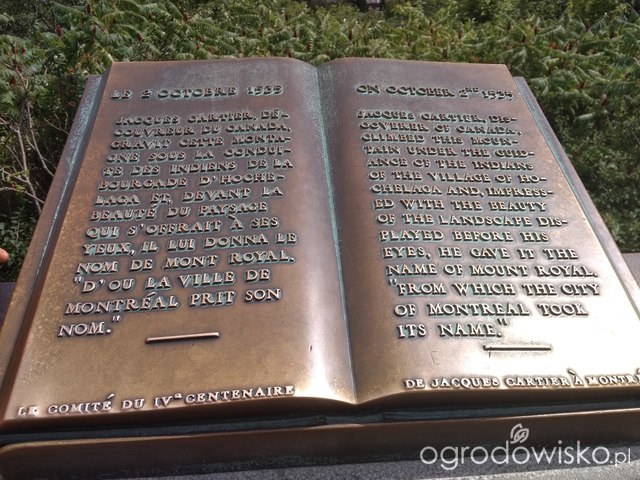 LE 2 OCTOBRE 1535
JACQUES CARTIER, DÉ-
COUVREUR DU CANADA,
GRAVIT CETTE MONTA-
GNE SOUS LA CONDUI-
TE DES INDIENS DE LA
BOURGADE D'HOCHE-
LAGA ET, DEVANT LA
BEAUTÉ DU PAYSAGE
QUI S'OFFRAIT À SES
YEUX, IL LUI DONNA LE
NOM DE MONT ROYAL,
"D'OU LA VILLE DE
MONTRÉAL PRIT SON
NOM."
LE COMITÉ DU IVe CENTENAIRE
ON OCTOBER 2ND 1535,
JACQUES CARTIER, DIS-
COVERER OF CANADA,
CLIMBED THIS MOUN-
TAIN UNDER THE GUID-
ANCE OF THE INDIANS
OF THE VILLAGE OF HO-
CHELAGA AND, IMPRESS-
ED WITH THE BEAUTY
OF THE LANDSCAPE DIS-
PLAYED BEFORE HIS
EYES, HE GAVE IT THE
NAME OF MOUNT ROYAL,
"FROM WHICH THE CITY
OF MONTREAL TOOK
ITS NAME."
DE JACQUES CARTIER À MONTRÉ
ogrodowisko.pl